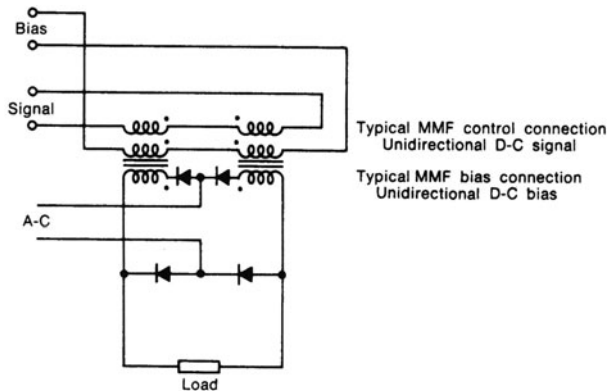 Bias
Signal
Typical MMF control connection
Unidirectional D-C signal
Typical MMF bias connection
Unidirectional D-C bias
A-C
Load